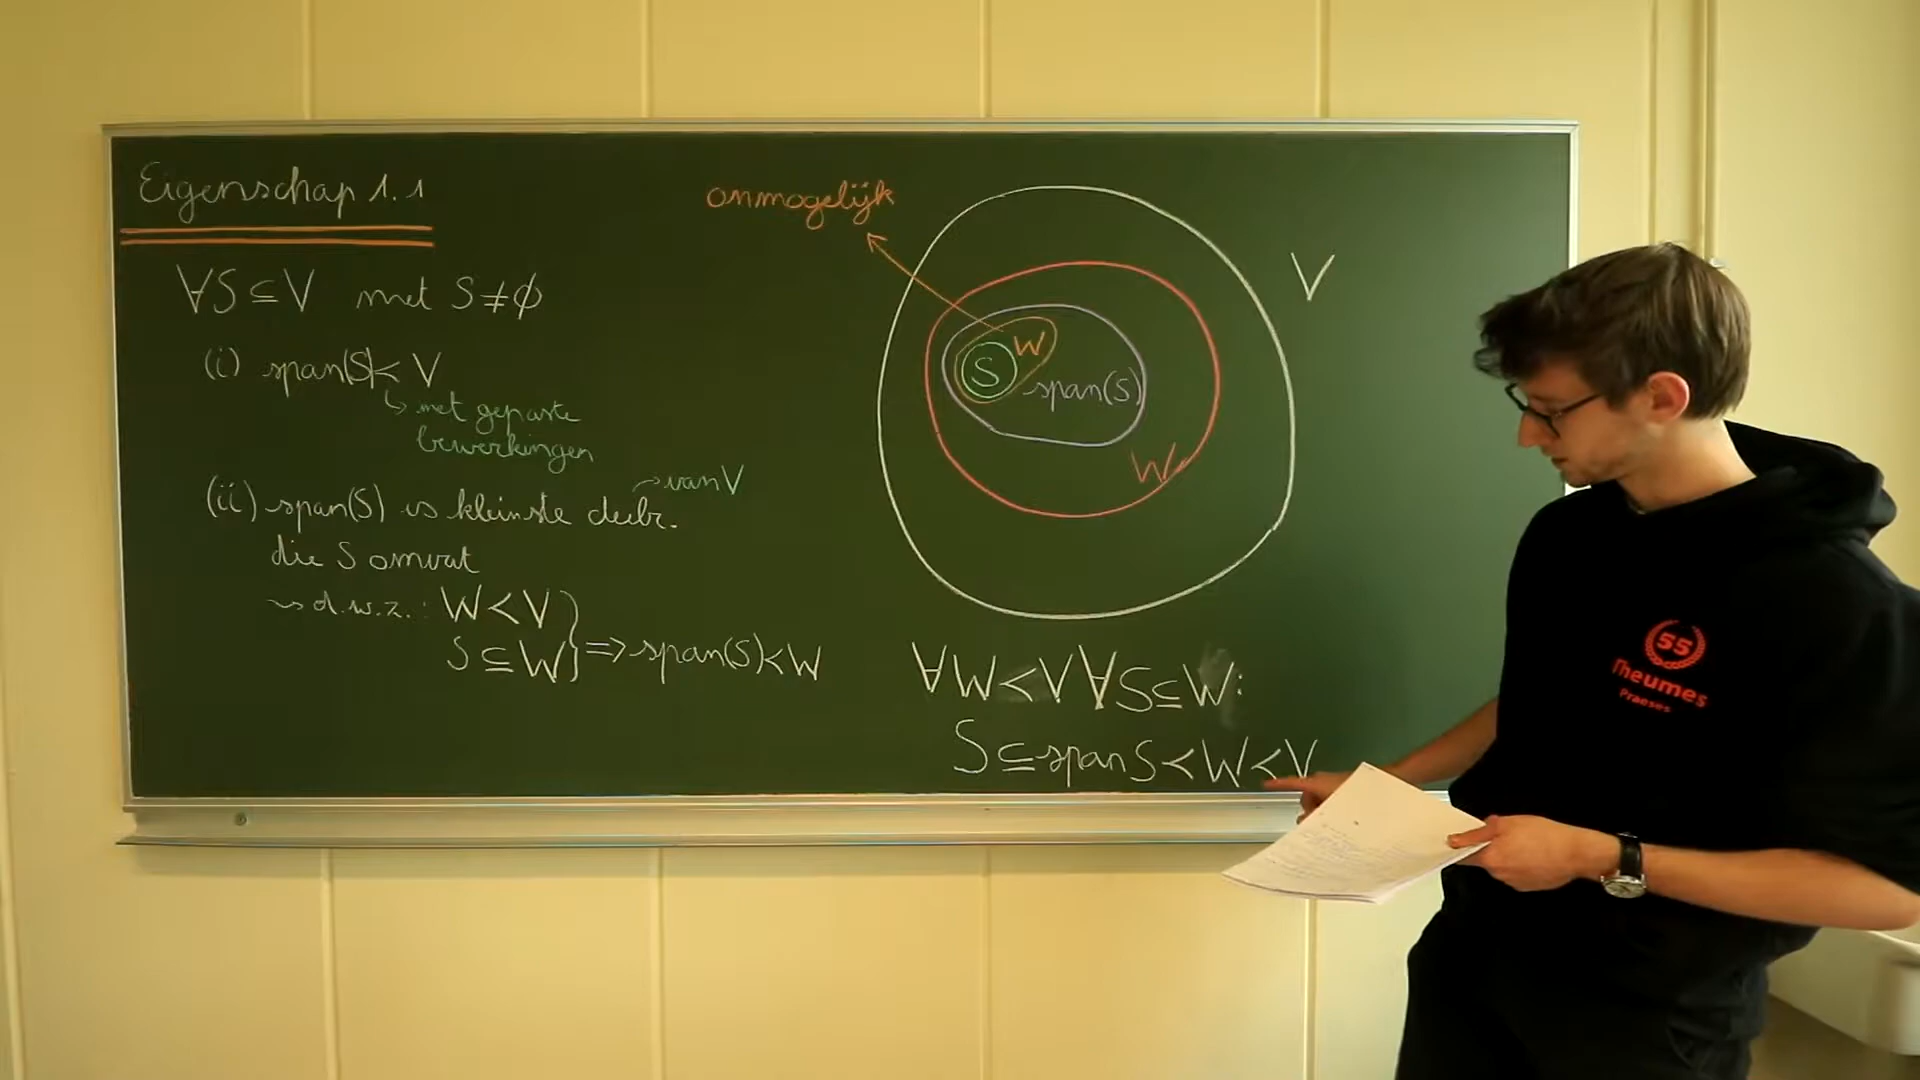 Eigenschap 1.1
∀S ⊆ V met S ≠ ∅
(i) span(S) < V
↳ met gepaste
bewerkingen
(ii) span(S) is kleinste deelr.
→ van V
die S omvat
⤳ d.w.z.: W < V
S ⊆ W } ⇒ span(S) < W
onmogelijk
V
W
S
span(S)
W
∀W < V ∀S ⊆ W:
S ⊆ span S < W < V
55
Theumes
Praeses